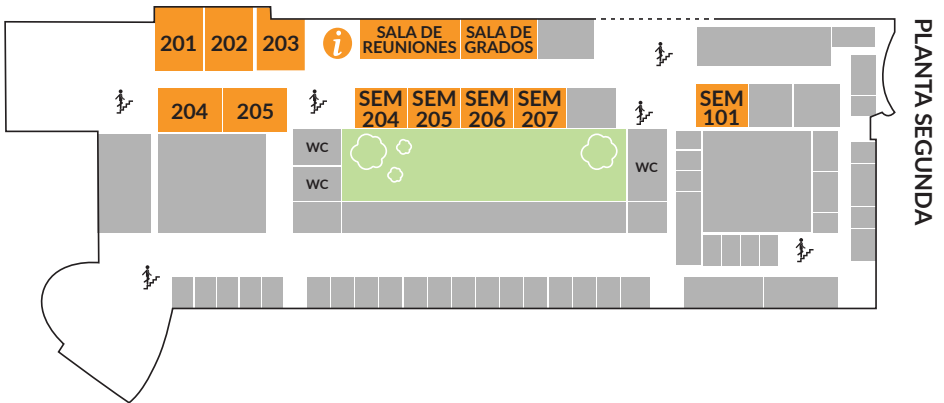 201
202
203
i
SALA DE
REUNIONES
SALA DE
GRADOS
204
205
SEM
204
SEM
205
SEM
206
SEM
207
SEM
101
WC
WC
WC
PLANTA SEGUNDA